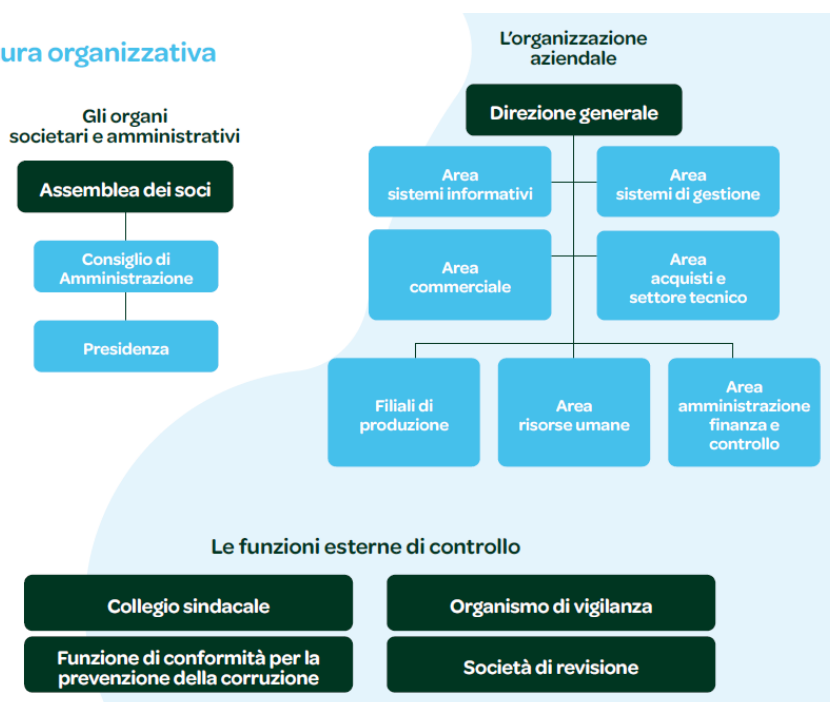 ura organizzativa
Gli organi
societari e amministrativi
Assemblea dei soci
Consiglio di
Amministrazione
Presidenza
L'organizzazione
aziendale
Direzione generale
Area
sistemi informativi
Area
sistemi di gestione
Area
commerciale
Area
acquisti e
settore tecnico
Filiali di
produzione
Area
risorse umane
Area
amministrazione
finanza e
controllo
Le funzioni esterne di controllo
Collegio sindacale
Organismo di vigilanza
Funzione di conformità per la
prevenzione della corruzione
Società di revisione